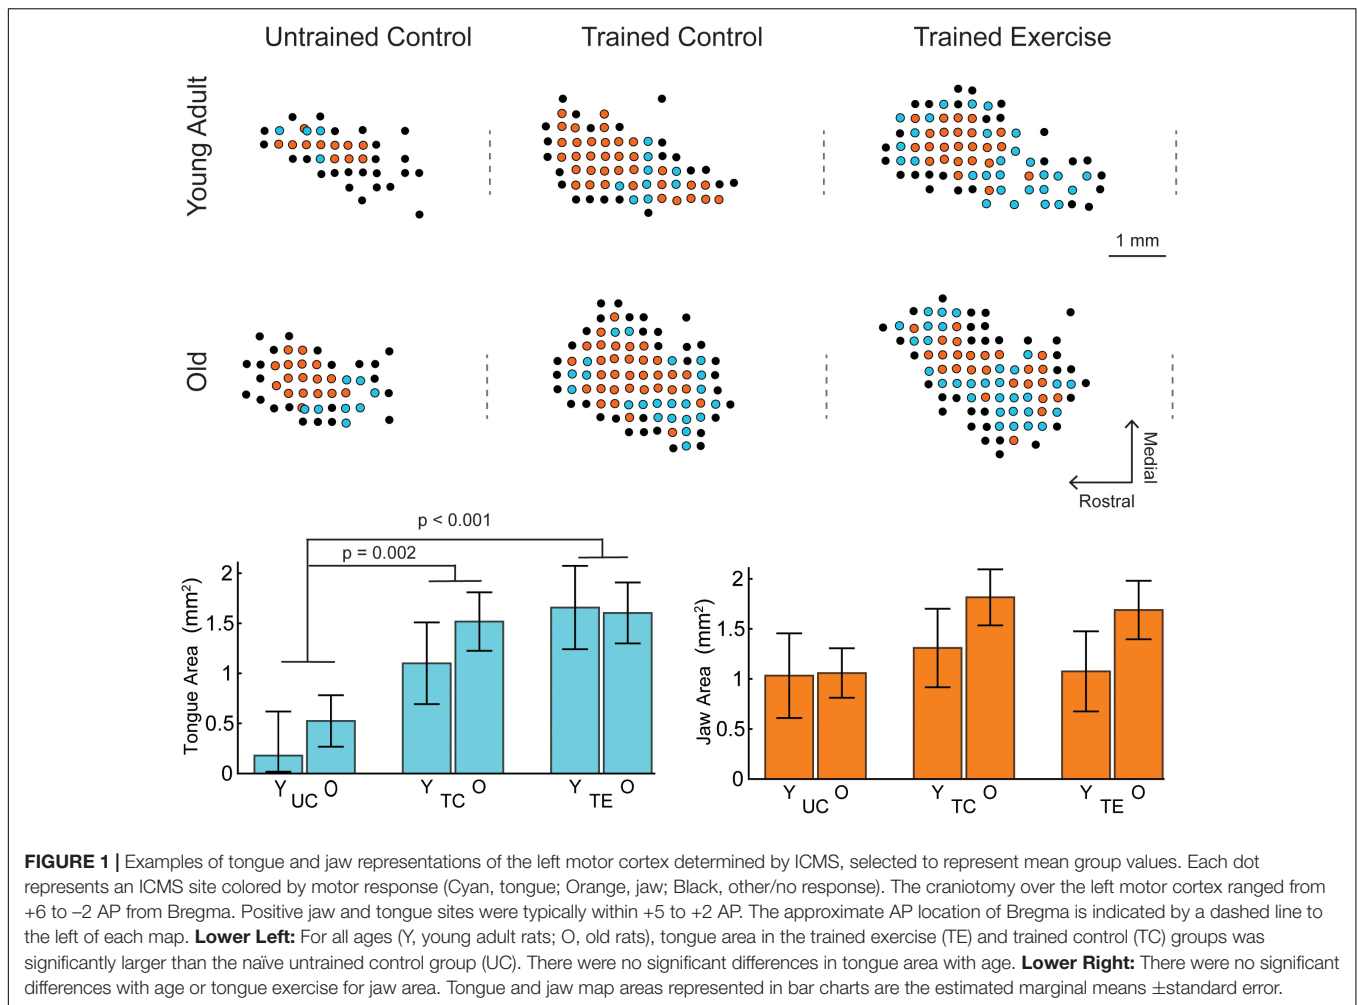 Untrained Control
Trained Control
Trained Exercise
Young Adult
1 mm
Old
Medial
Rostral
p < 0.001
p = 0.002
Tongue Area (mm²)
2
1.5
1
0.5
0
Y
O
UC
Y
O
TC
Y
O
TE
Jaw Area (mm²)
2
1.5
1
0.5
0
Y
O
UC
Y
O
TC
Y
O
TE
FIGURE 1 | Examples of tongue and jaw representations of the left motor cortex determined by ICMS, selected to represent mean group values. Each dot
represents an ICMS site colored by motor response (Cyan, tongue; Orange, jaw; Black, other/no response). The craniotomy over the left motor cortex ranged from
+6 to –2 AP from Bregma. Positive jaw and tongue sites were typically within +5 to +2 AP. The approximate AP location of Bregma is indicated by a dashed line to
the left of each map. Lower Left: For all ages (Y, young adult rats; O, old rats), tongue area in the trained exercise (TE) and trained control (TC) groups was
significantly larger than the naïve untrained control group (UC). There were no significant differences in tongue area with age. Lower Right: There were no significant
differences with age or tongue exercise for jaw area. Tongue and jaw map areas represented in bar charts are the estimated marginal means ±standard error.